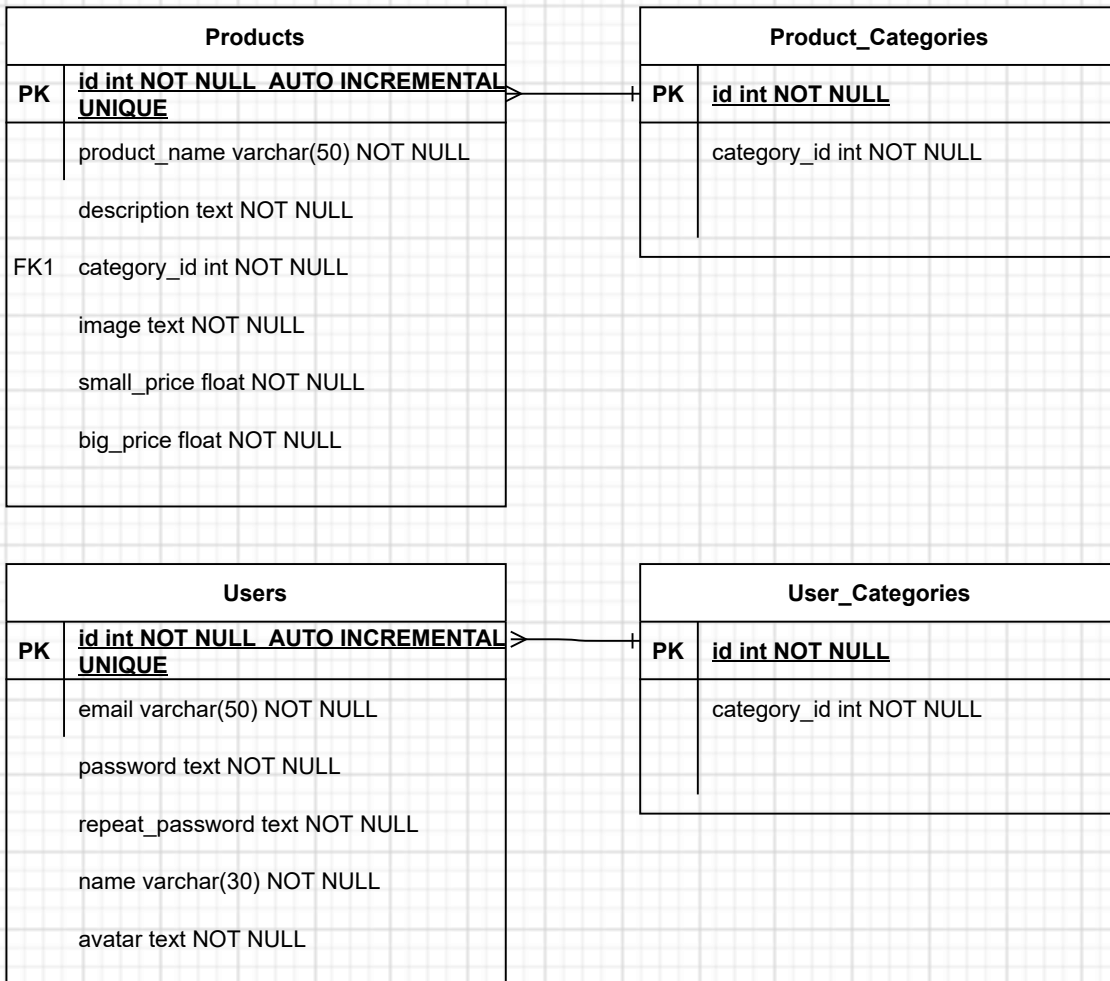 Products
PK
id int NOT NULL AUTO INCREMENTAL
UNIQUE
product_name varchar(50) NOT NULL
description text NOT NULL
FK1 category_id int NOT NULL
image text NOT NULL
small_price float NOT NULL
big_price float NOT NULL
Product_Categories
PK id int NOT NULL
category_id int NOT NULL
Users
PK
id int NOT NULL AUTO INCREMENTAL
UNIQUE
email varchar(50) NOT NULL
password text NOT NULL
repeat_password text NOT NULL
name varchar(30) NOT NULL
avatar text NOT NULL
User_Categories
PK id int NOT NULL
category_id int NOT NULL